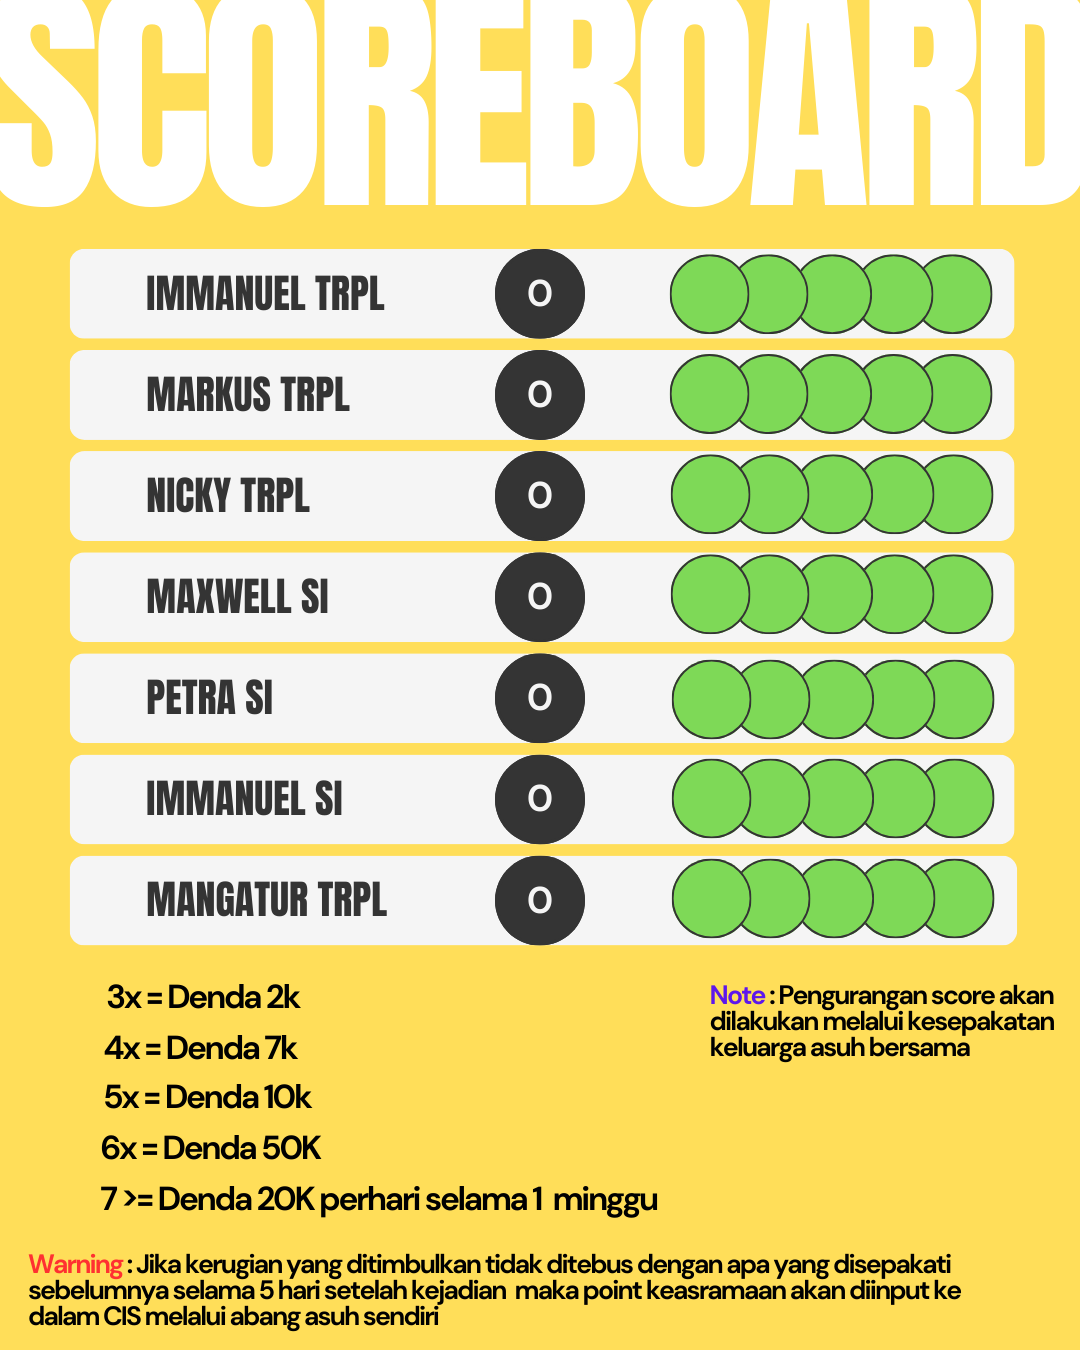 SCOREBOARD
IMMANUEL TRPL 0
MARKUS TRPL 0
NICKY TRPL 0
MAXWELL SI 0
PETRA SI 0
IMMANUEL SI 0
MANGATUR TRPL 0
3x = Denda 2k
4x = Denda 7k
5x = Denda 10k
6x = Denda 50K
7 >= Denda 20K perhari selama 1 minggu
Note : Pengurangan score akan
dilakukan melalui kesepakatan
keluarga asuh bersama
Warning : Jika kerugian yang ditimbulkan tidak ditebus dengan apa yang disepakati
sebelumnya selama 5 hari setelah kejadian maka point keasramaan akan diinput ke
dalam CIS melalui abang asuh sendiri